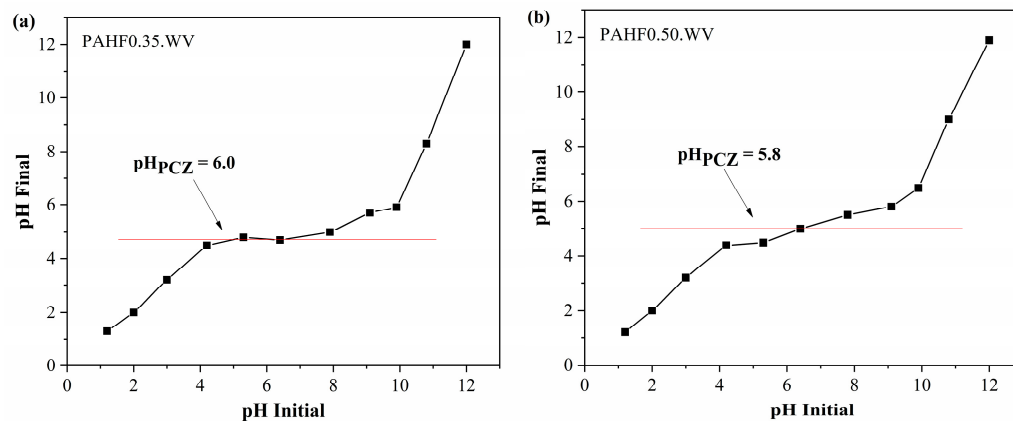 (a)
PAHF0.35.WV
pH_PCZ = 6.0
pH Final
12
10
8
6
4
2
0
0 2 4 6 8 10 12
pH Initial
(b)
PAHF0.50.WV
pH_PCZ = 5.8
pH Final
12
10
8
6
4
2
0
0 2 4 6 8 10 12
pH Initial